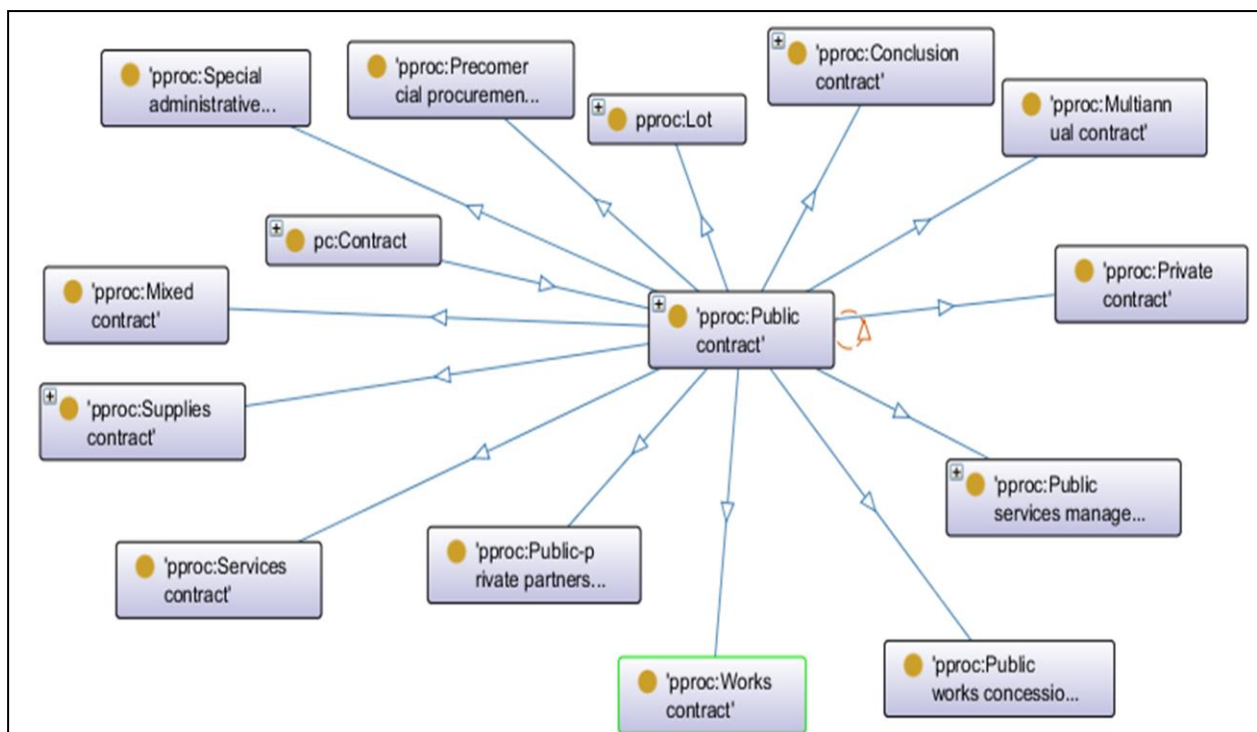 'pproc:Special
administrative...
'pproc:Precomer
cial procuremen...
pproc:Lot
'pproc:Conclusion
contract'
'pproc:Multiann
ual contract'
pc:Contract
'pproc:Mixed
contract'
'pproc:Public
contract'
'pproc:Private
contract'
'pproc:Supplies
contract'
'pproc:Services
contract'
'pproc:Public-p
rivate partners...
'pproc:Public
services manage...
'pproc:Works
contract'
'pproc:Public
works concessio...